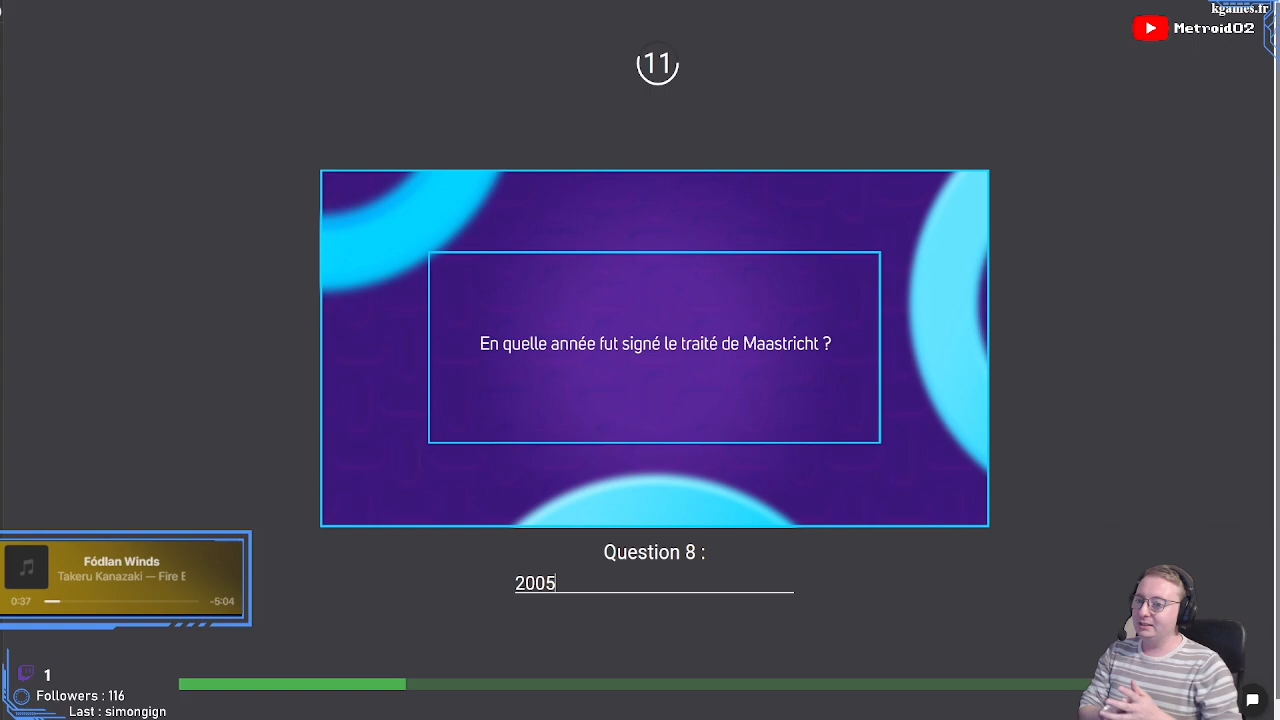 kgames.fr
Metroid02
11
En quelle année fut signé le traité de Maastricht ?
Question 8 :
2005
Fódlan Winds
Takeru Kanazaki — Fire E
0:37
-5:04
1
Followers : 116
Last : simongign